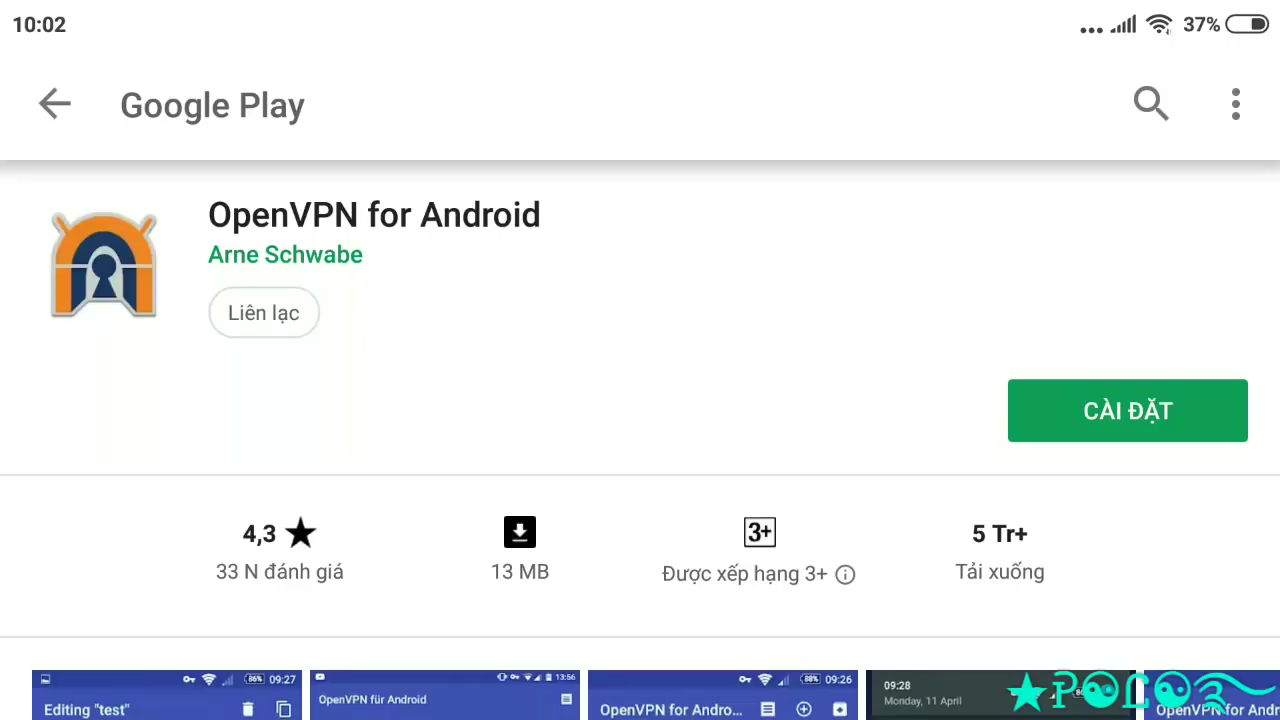 10:02
37%
Google Play
OpenVPN for Android
Arne Schwabe
Liên lạc
CÀI ĐẶT
4,3 ★
33 N đánh giá
13 MB
3+
Được xếp hạng 3+
5 Tr+
Tải xuống
86% 09:27
Editing "test"
13:56
OpenVPN für Android
88% 09:26
OpenVPN for Andro...
09:28
Monday, 11 April
OpenVPN for Andr